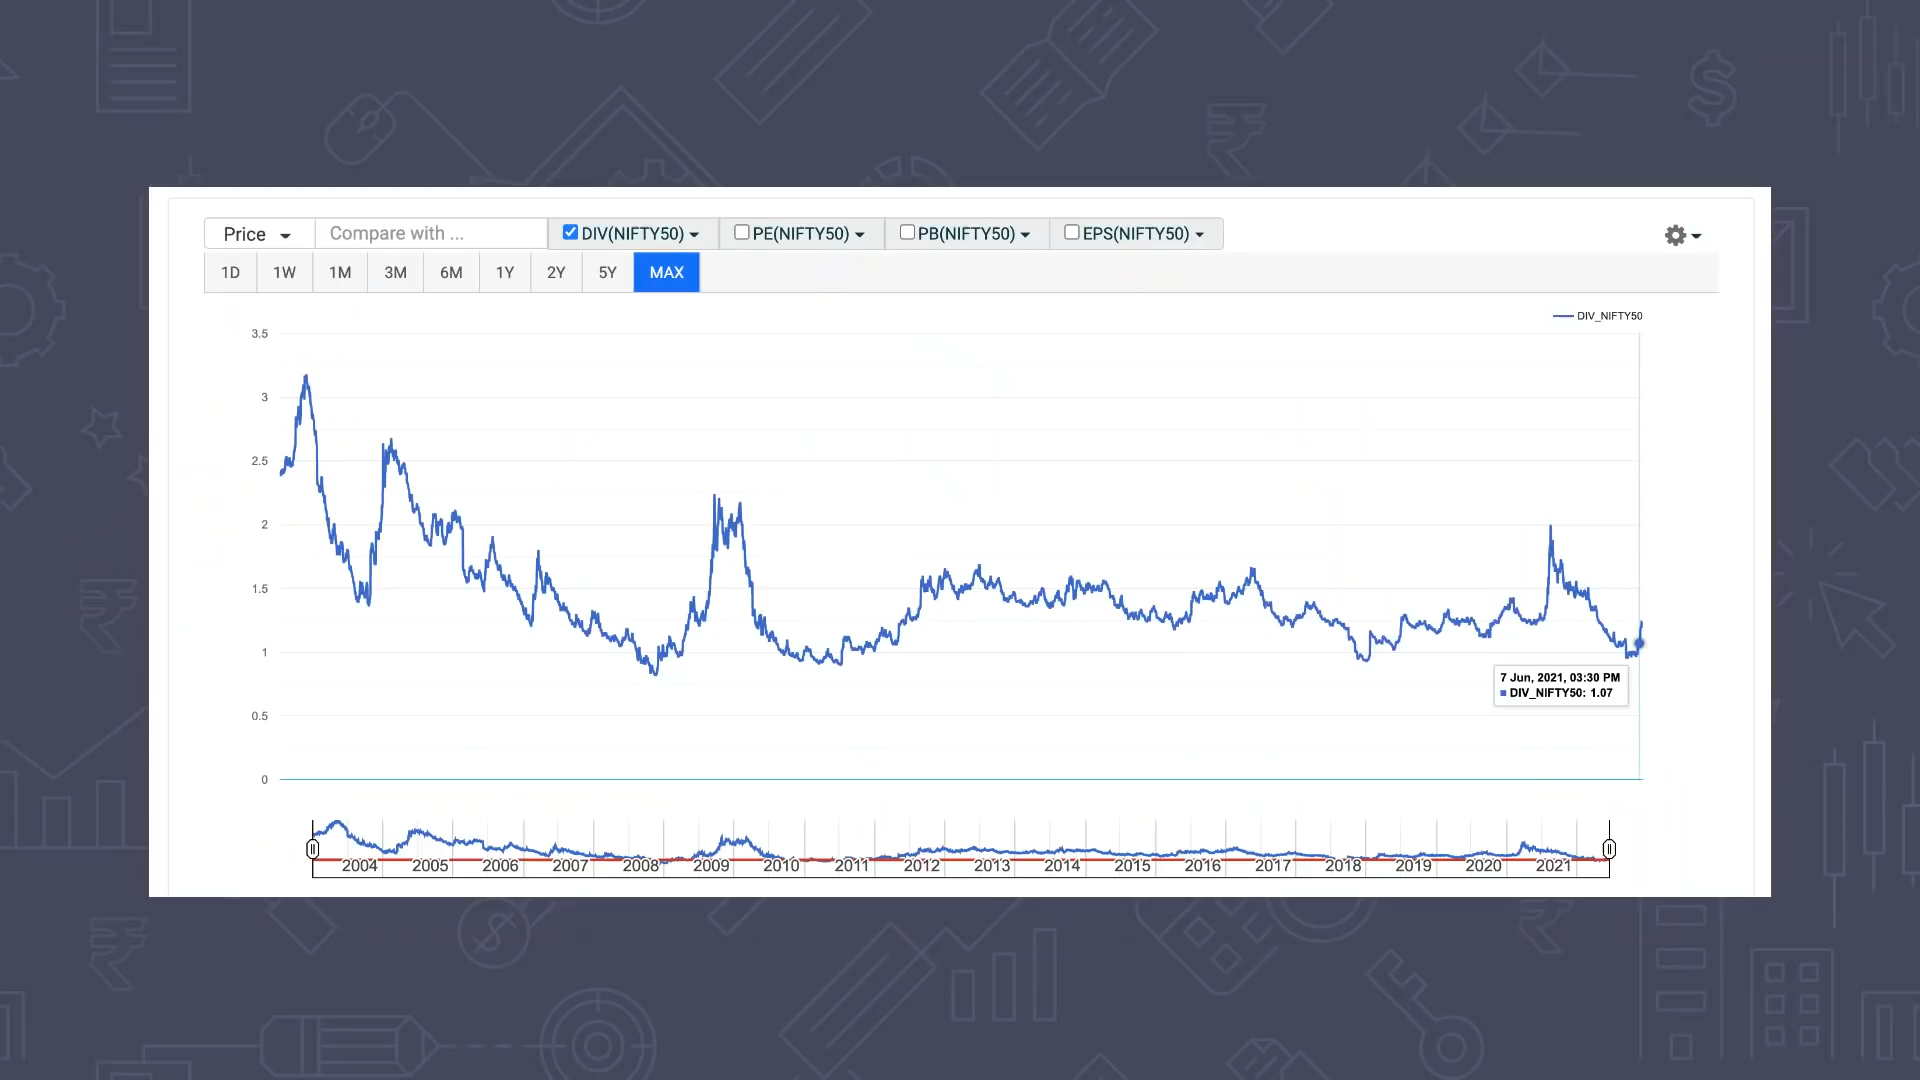 Price Compare with ... DIV(NIFTY50) PE(NIFTY50) PB(NIFTY50) EPS(NIFTY50)
1D 1W 1M 3M 6M 1Y 2Y 5Y MAX
DIV_NIFTY50
3.5
3
2.5
2
1.5
1
0.5
0
7 Jun, 2021, 03:30 PM
DIV_NIFTY50: 1.07
2004 2005 2006 2007 2008 2009 2010 2011 2012 2013 2014 2015 2016 2017 2018 2019 2020 2021